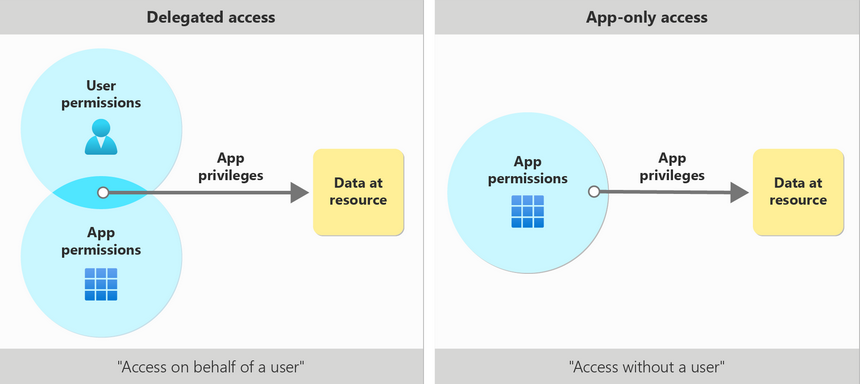 Delegated access
User
permissions
App
privileges
Data at
resource
App
permissions
"Access on behalf of a user"
App-only access
App
permissions
App
privileges
Data at
resource
"Access without a user"